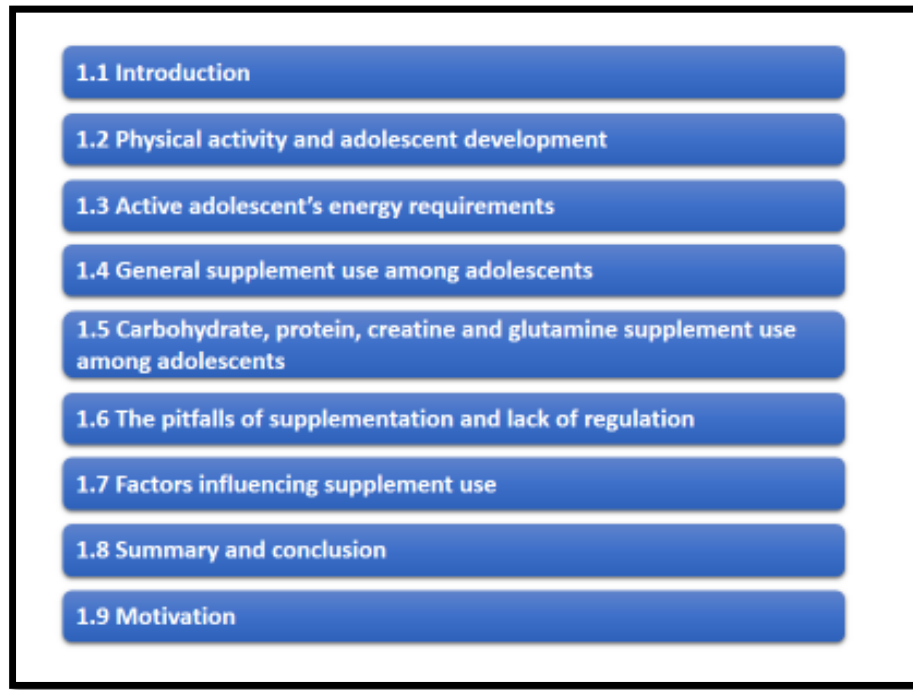 1.1 Introduction
1.2 Physical activity and adolescent development
1.3 Active adolescent’s energy requirements
1.4 General supplement use among adolescents
1.5 Carbohydrate, protein, creatine and glutamine supplement use
among adolescents
1.6 The pitfalls of supplementation and lack of regulation
1.7 Factors influencing supplement use
1.8 Summary and conclusion
1.9 Motivation